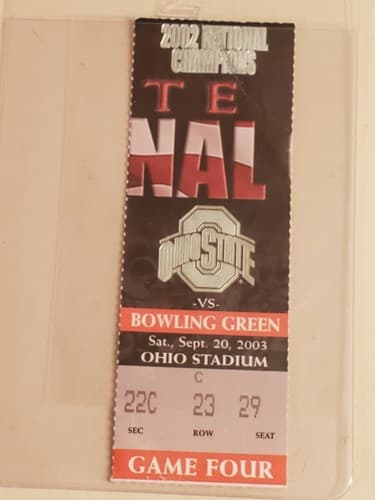 2002 NATIONAL
CHAMPIONS
TE
NAL
OHIO STATE
-VS-
BOWLING GREEN
Sat., Sept. 20, 2003
OHIO STADIUM
C
22C 23 29
SEC ROW SEAT
GAME FOUR